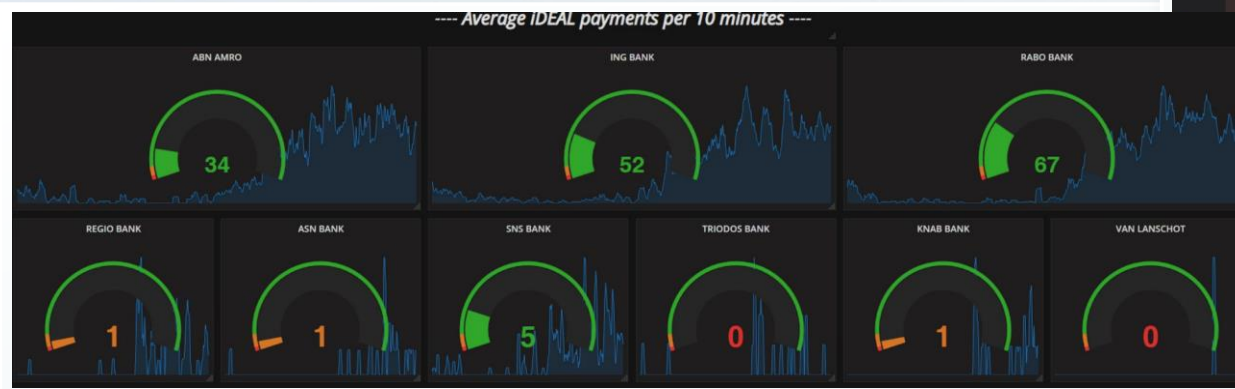 ---- Average iDEAL payments per 10 minutes ----
ABN AMRO
ING BANK
RABO BANK
34
52
67
REGIO BANK
ASN BANK
SNS BANK
TRIODOS BANK
KNAB BANK
VAN LANSCHOT
1
1
5
0
1
0